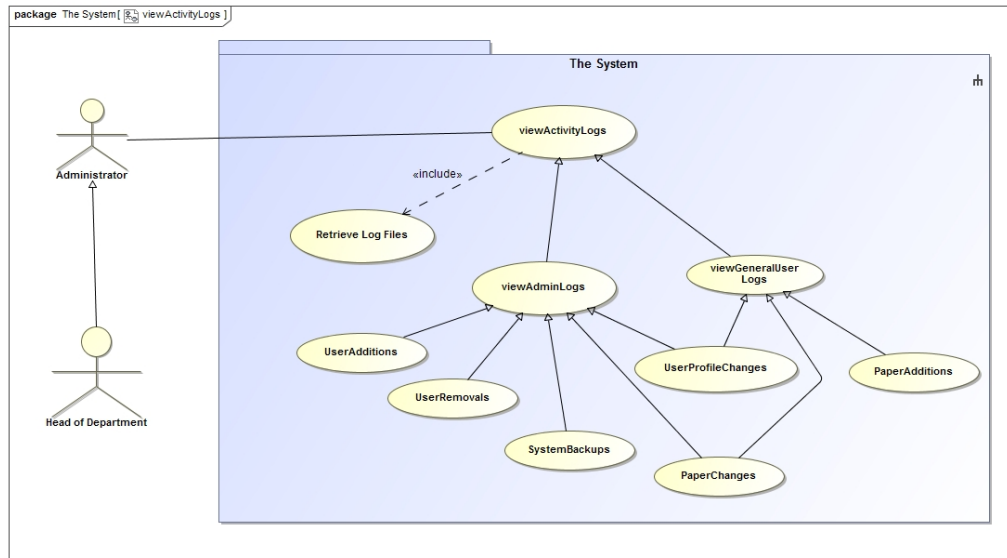 package The System[ viewActivityLogs ]
The System
viewActivityLogs
Administrator
«include»
Retrieve Log Files
viewGeneralUser
Logs
viewAdminLogs
UserAdditions
UserProfileChanges
PaperAdditions
UserRemovals
Head of Department
SystemBackups
PaperChanges